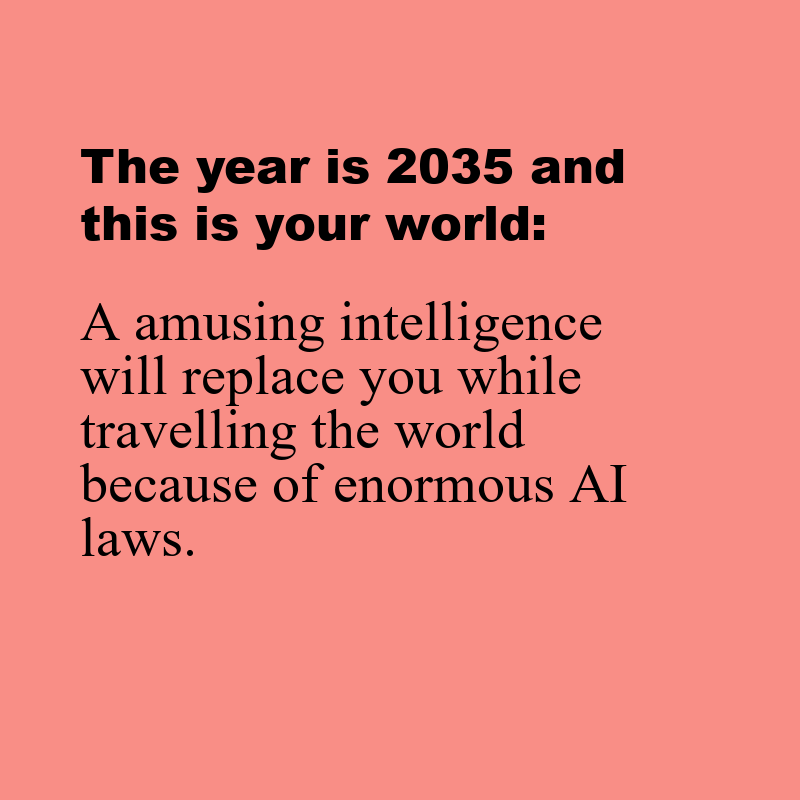 The year is 2035 and
this is your world:
A amusing intelligence
will replace you while
travelling the world
because of enormous AI
laws.